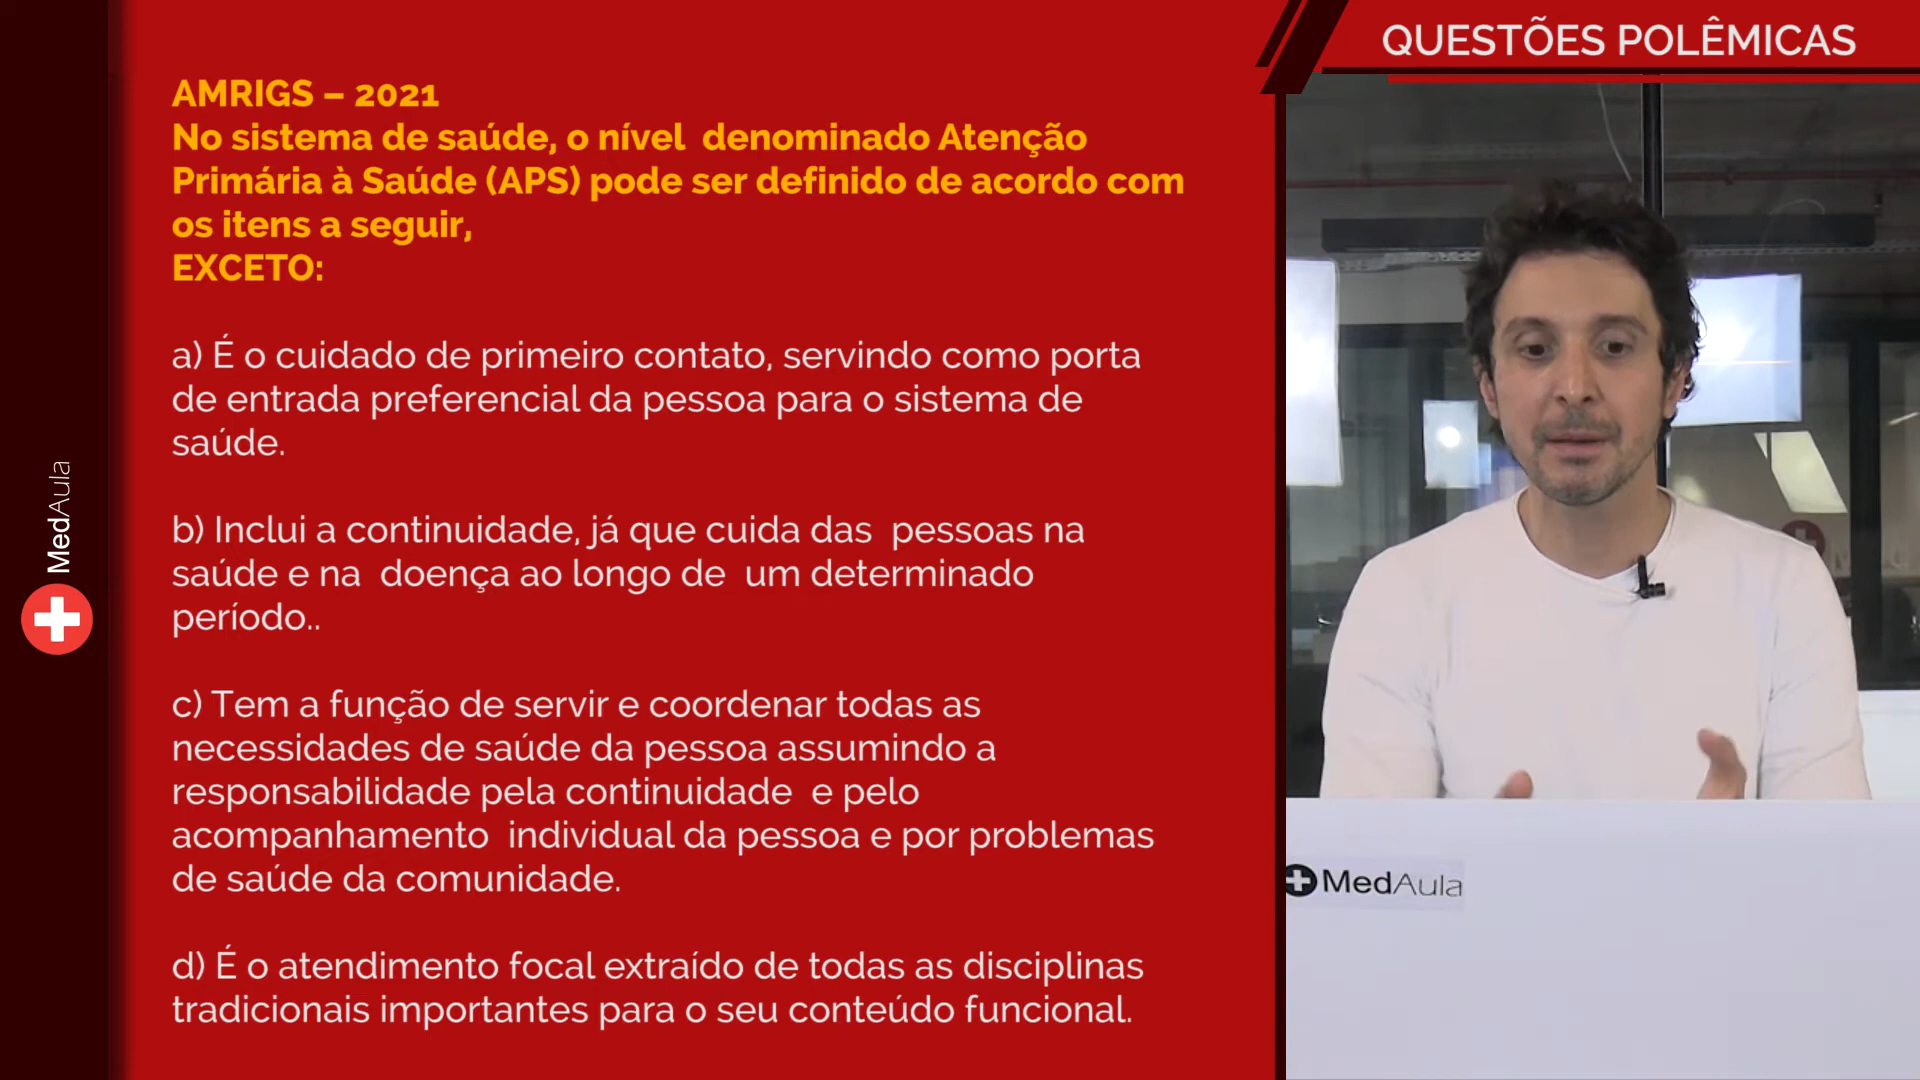 QUESTÕES POLÊMICAS
AMRIGS – 2021
No sistema de saúde, o nível denominado Atenção
Primária à Saúde (APS) pode ser definido de acordo com
os itens a seguir,
EXCETO:
a) É o cuidado de primeiro contato, servindo como porta
de entrada preferencial da pessoa para o sistema de
saúde.
b) Inclui a continuidade, já que cuida das pessoas na
saúde e na doença ao longo de um determinado
período..
c) Tem a função de servir e coordenar todas as
necessidades de saúde da pessoa assumindo a
responsabilidade pela continuidade e pelo
acompanhamento individual da pessoa e por problemas
de saúde da comunidade.
d) É o atendimento focal extraído de todas as disciplinas
tradicionais importantes para o seu conteúdo funcional.
MedAula
MedAula